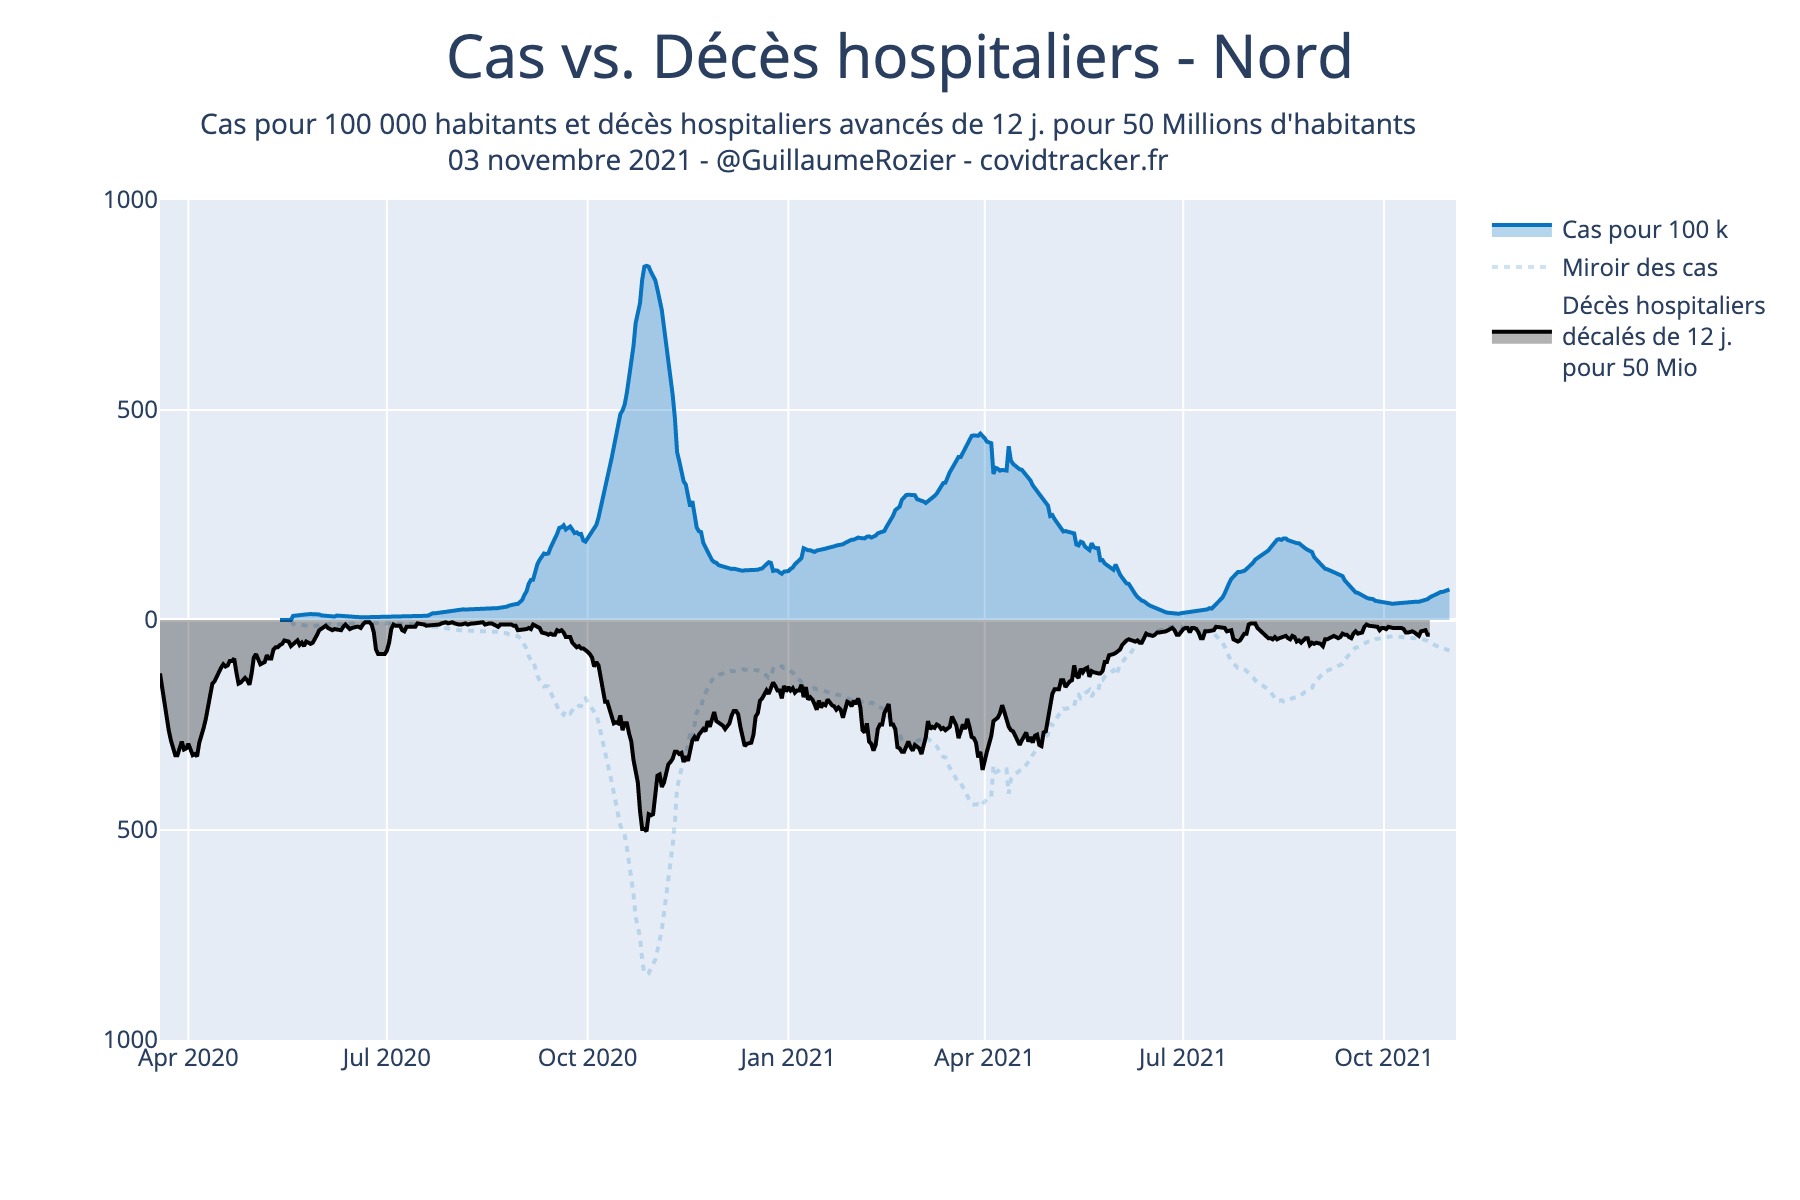 Cas vs. Décès hospitaliers - Nord
Cas pour 100 000 habitants et décès hospitaliers avancés de 12 j. pour 50 Millions d'habitants
03 novembre 2021 - @GuillaumeRozier - covidtracker.fr
1000
500
0
500
1000
Apr 2020
Jul 2020
Oct 2020
Jan 2021
Apr 2021
Jul 2021
Oct 2021
Cas pour 100 k
Miroir des cas
Décès hospitaliers
décalés de 12 j.
pour 50 Mio